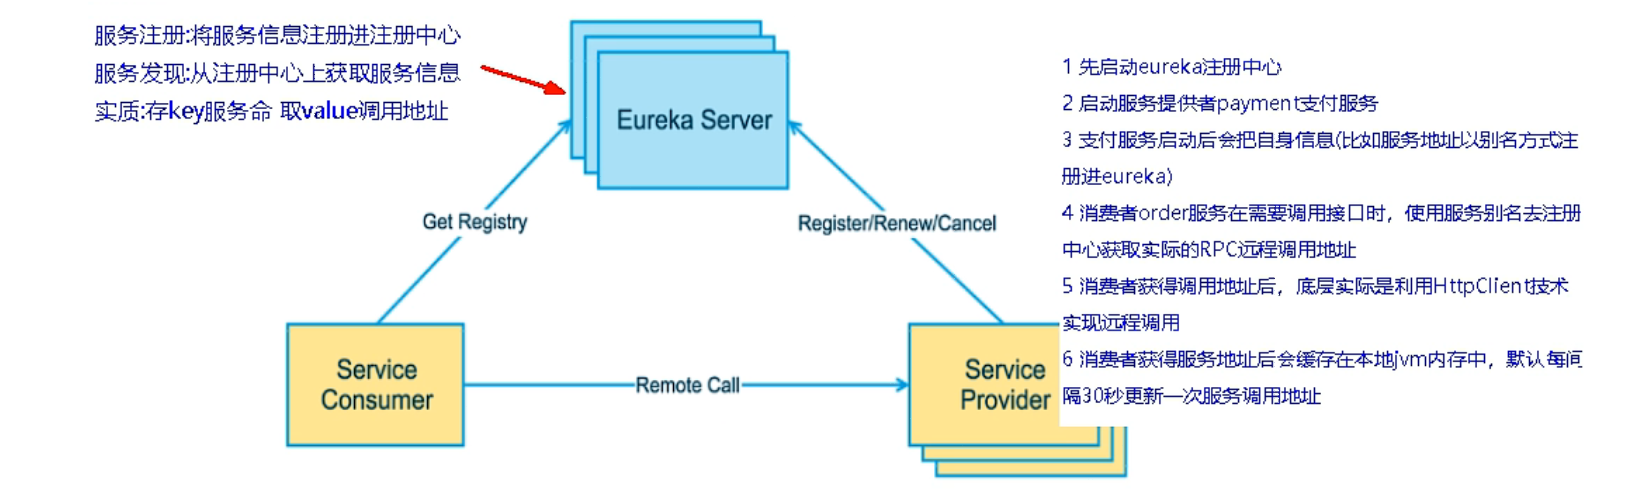 服务注册:将服务信息注册进注册中心
服务发现:从注册中心上获取服务信息
实质:存key服务命 取value调用地址
Eureka Server
Get Registry
Register/Renew/Cancel
Service
Consumer
Remote Call
Service
Provider
1 先启动eureka注册中心
2 启动服务提供者payment支付服务
3 支付服务启动后会把自身信息(比如服务地址以别名方式注
册进eureka)
4 消费者order服务在需要调用接口时，使用服务别名去注册
中心获取实际的RPC远程调用地址
5 消费者获得调用地址后，底层实际是利用HttpClient技术
实现远程调用
6 消费者获得服务地址后会缓存在本地jvm内存中，默认每间
隔30秒更新一次服务调用地址